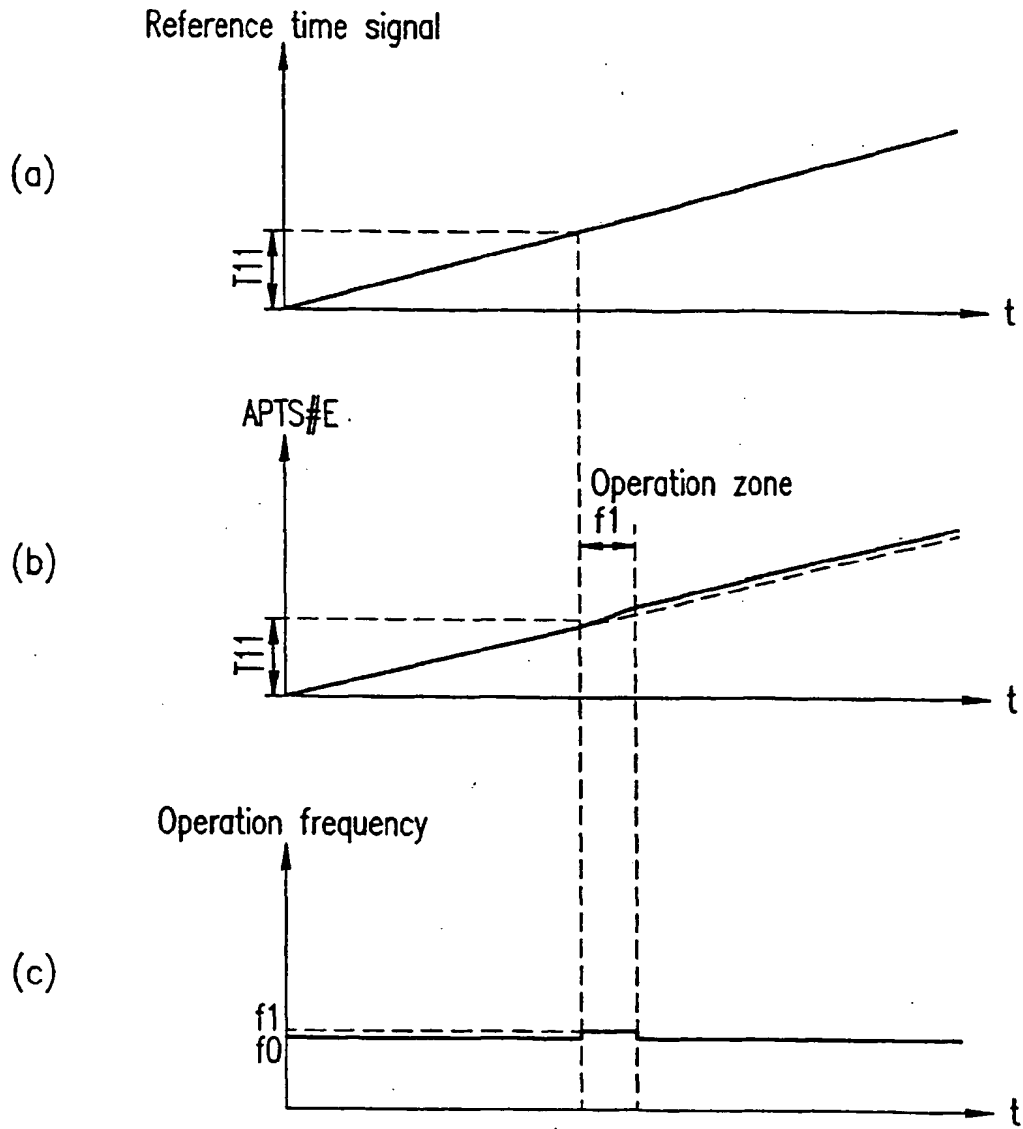 Reference time signal
(a)
T11
t
APTS#E
Operation zone
f1
(b)
T11
t
Operation frequency
(c)
f1
f0
t